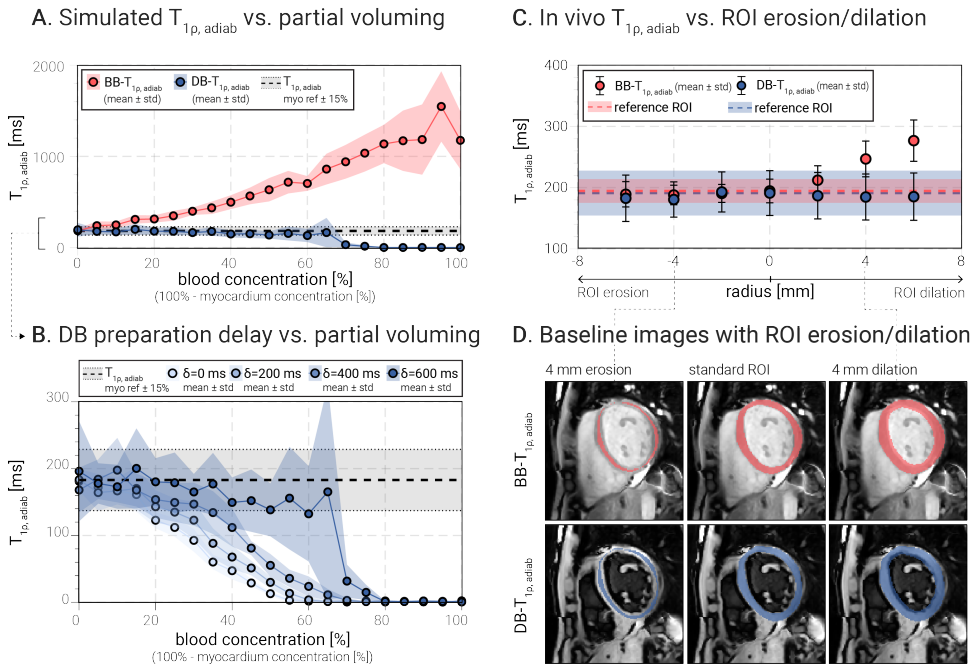 A. Simulated T1ρ, adiab vs. partial voluming
2000
1000
0
T1ρ, adiab [ms]
BB-T1ρ, adiab (mean ± std)
DB-T1ρ, adiab (mean ± std)
T1ρ, adiab myo ref ± 15%
0 20 40 60 80 100
blood concentration [%]
(100% - myocardium concentration [%])
C. In vivo T1ρ, adiab vs. ROI erosion/dilation
400
300
200
100
T1ρ, adiab [ms]
BB-T1ρ, adiab (mean ± std) DB-T1ρ, adiab (mean ± std)
reference ROI reference ROI
-8 -4 0 4 8
ROI erosion radius [mm] ROI dilation
B. DB preparation delay vs. partial voluming
T1ρ, adiab myo ref ± 15%
δ=0 ms mean ± std
δ=200 ms mean ± std
δ=400 ms mean ± std
δ=600 ms mean ± std
300
200
100
0
T1ρ, adiab [ms]
0 20 40 60 80 100
blood concentration [%]
(100% - myocardium concentration [%])
D. Baseline images with ROI erosion/dilation
4 mm erosion standard ROI 4 mm dilation
BB-T1ρ, adiab
DB-T1ρ, adiab